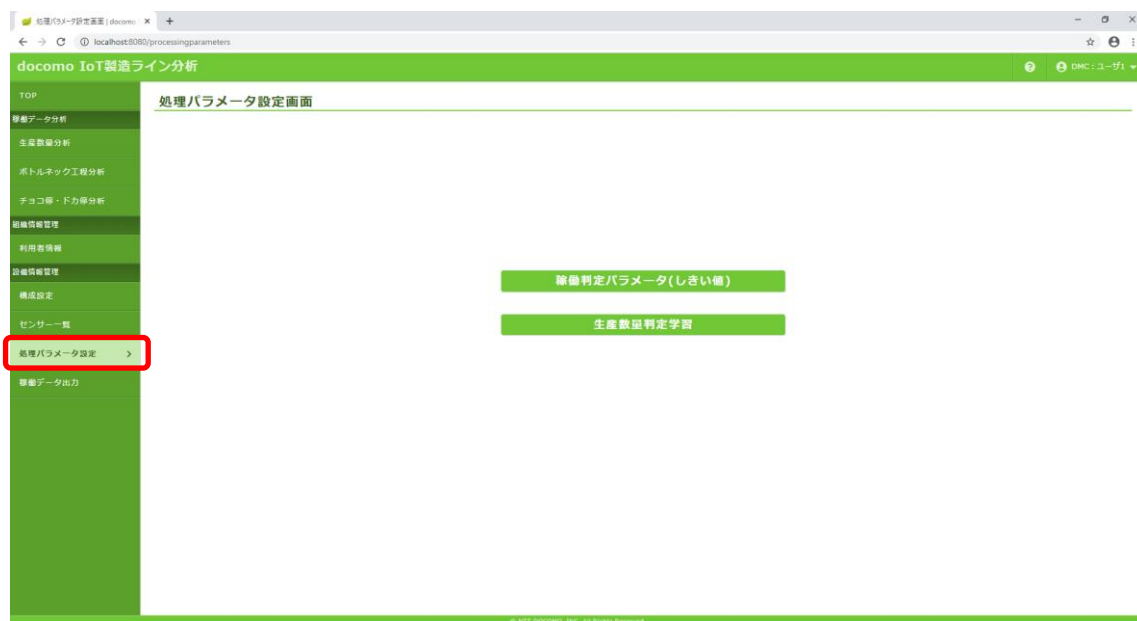 処理パラメータ設定画面 | docomo
localhost:8080/processingparameters
docomo IoT製造ライン分析
DMC : ユーザ1
TOP
処理パラメータ設定画面
稼働データ分析
生産数量分析
ボトルネック工程分析
チョコ停・ドカ停分析
組織情報管理
利用者情報
設備情報管理
稼働判定パラメータ(しきい値)
構成設定
センサー一覧
生産数量判定学習
処理パラメータ設定
稼働データ出力
© NTT DOCOMO, INC. All Rights Reserved.